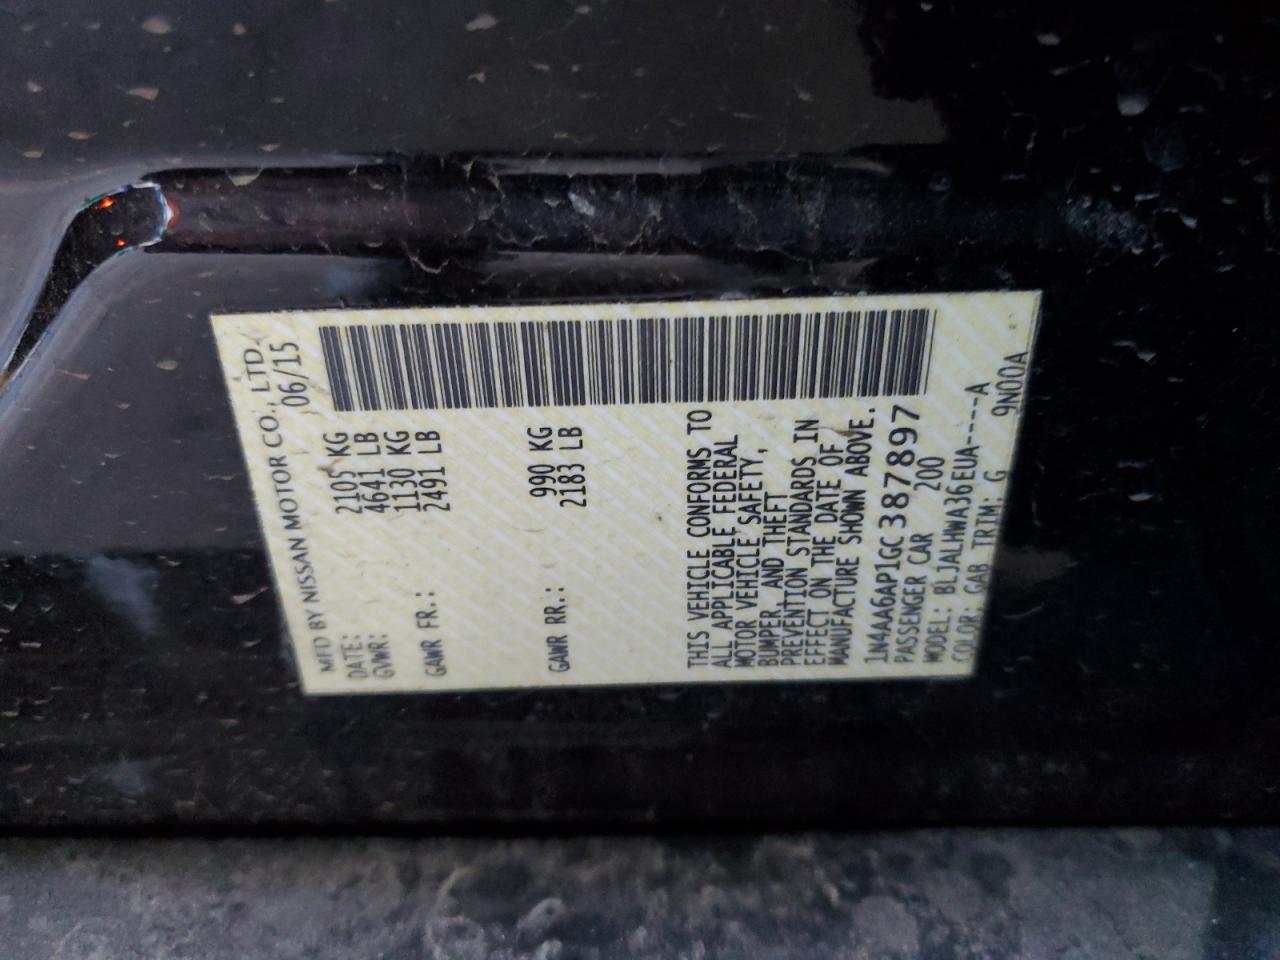 MFD BY NISSAN MOTOR CO., LTD.
DATE: 06/15
GVWR: 2105 KG
4641 LB
GAWR FR.: 1130 KG
2491 LB
GAWR RR.: 990 KG
2183 LB
THIS VEHICLE CONFORMS TO
ALL APPLICABLE FEDERAL
MOTOR VEHICLE SAFETY,
BUMPER, AND THEFT
PREVENTION STANDARDS IN
EFFECT ON THE DATE OF
MANUFACTURE SHOWN ABOVE.
1N4AA6AP1GC387897
PASSENGER CAR 200
MODEL: BLJALHWA36EUA----A
COLOR: GAB TRIM: G 9N00A